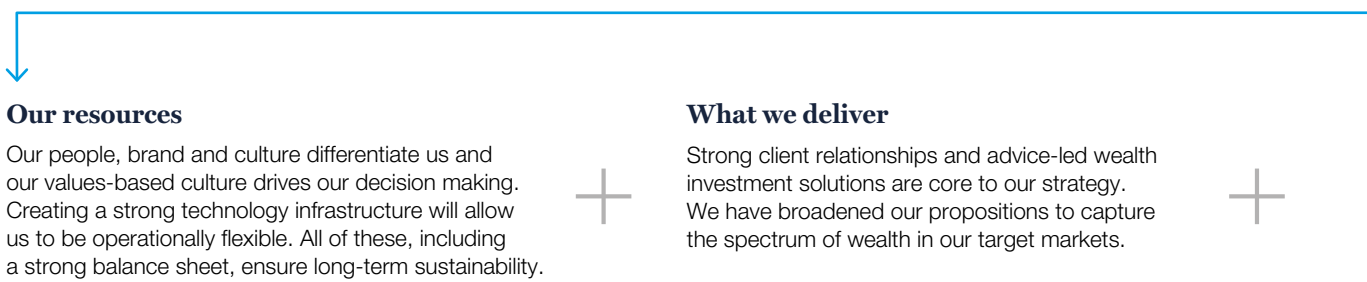 Our resources
Our people, brand and culture differentiate us and
our values-based culture drives our decision making.
Creating a strong technology infrastructure will allow
us to be operationally flexible. All of these, including
a strong balance sheet, ensure long-term sustainability.
What we deliver
Strong client relationships and advice-led wealth
investment solutions are core to our strategy.
We have broadened our propositions to capture
the spectrum of wealth in our target markets.